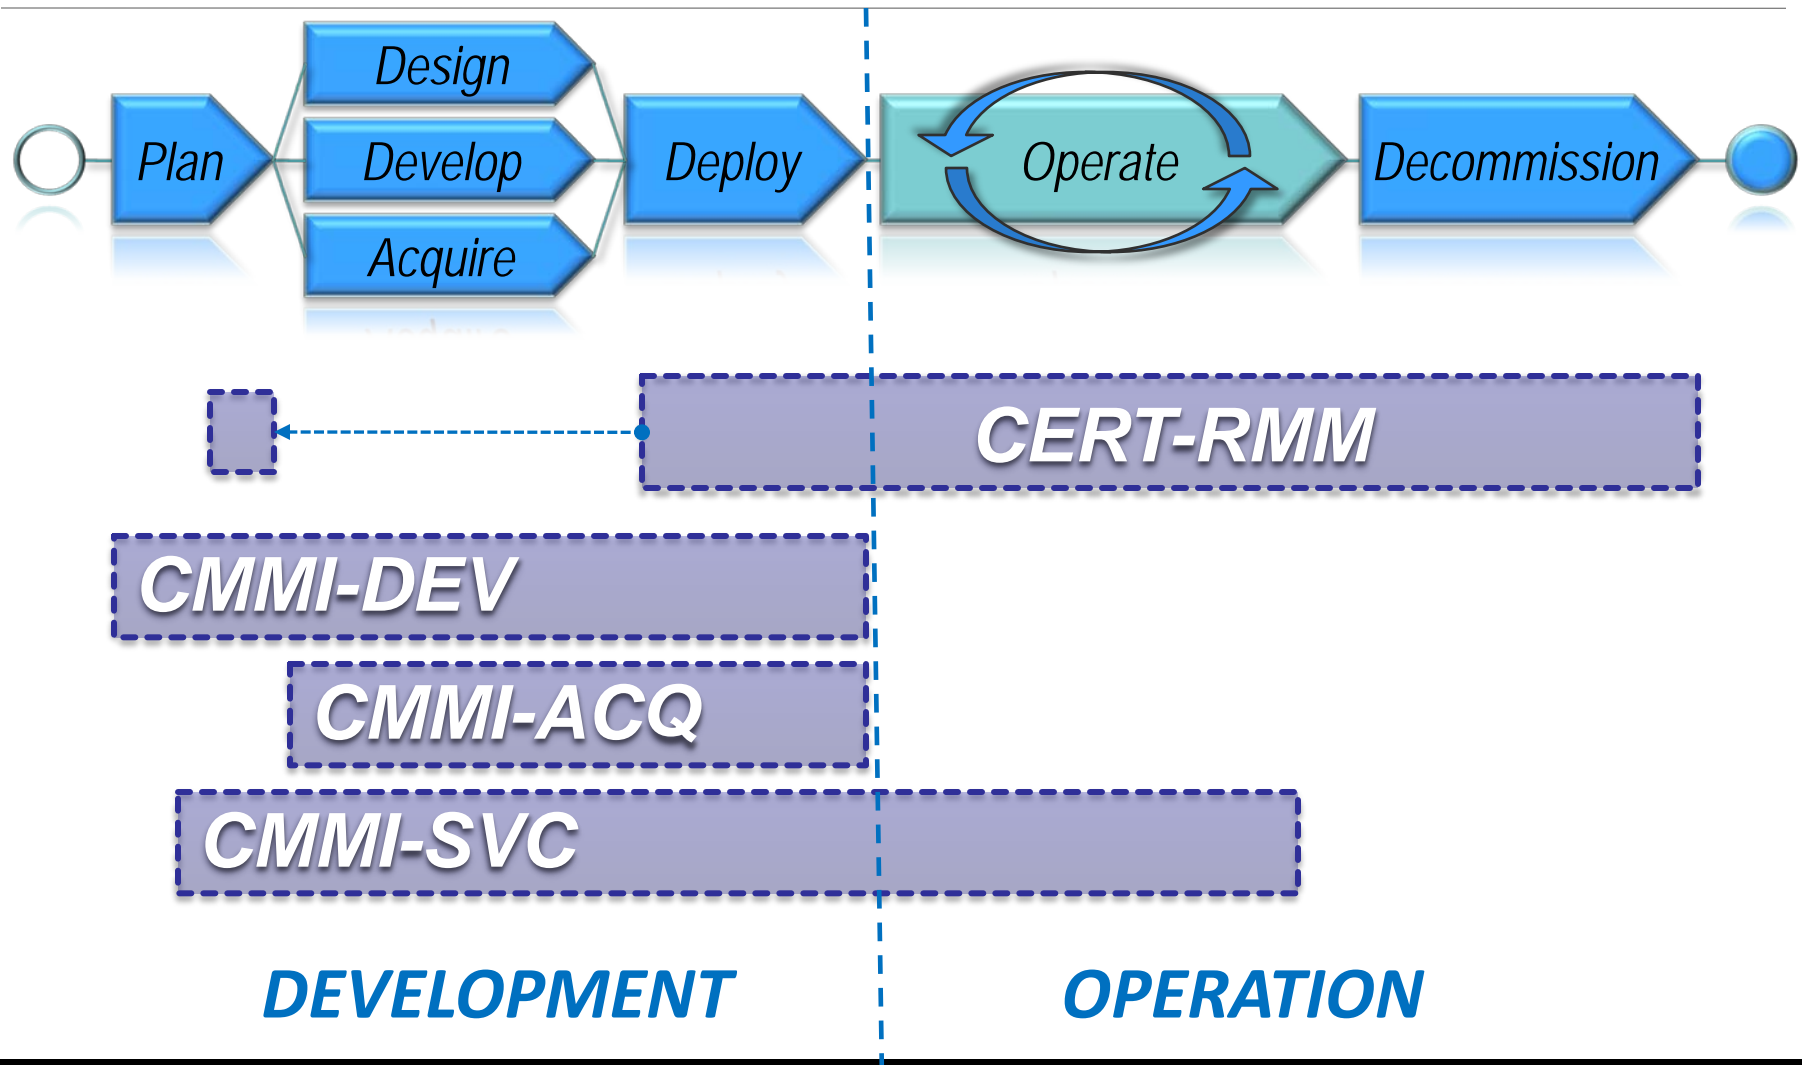 Design
Plan
Develop
Deploy
Operate
Decommission
Acquire
CERT-RMM
CMMI-DEV
CMMI-ACQ
CMMI-SVC
DEVELOPMENT
OPERATION